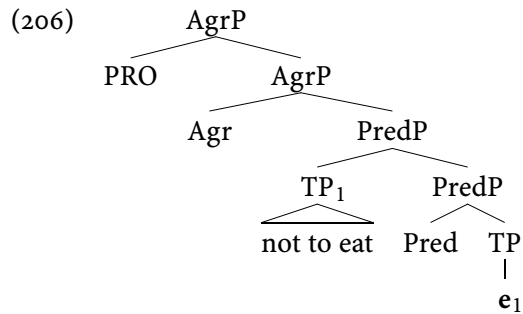 (206) AgrP
PRO AgrP
Agr PredP
TP₁ PredP
not to eat Pred TP
e₁